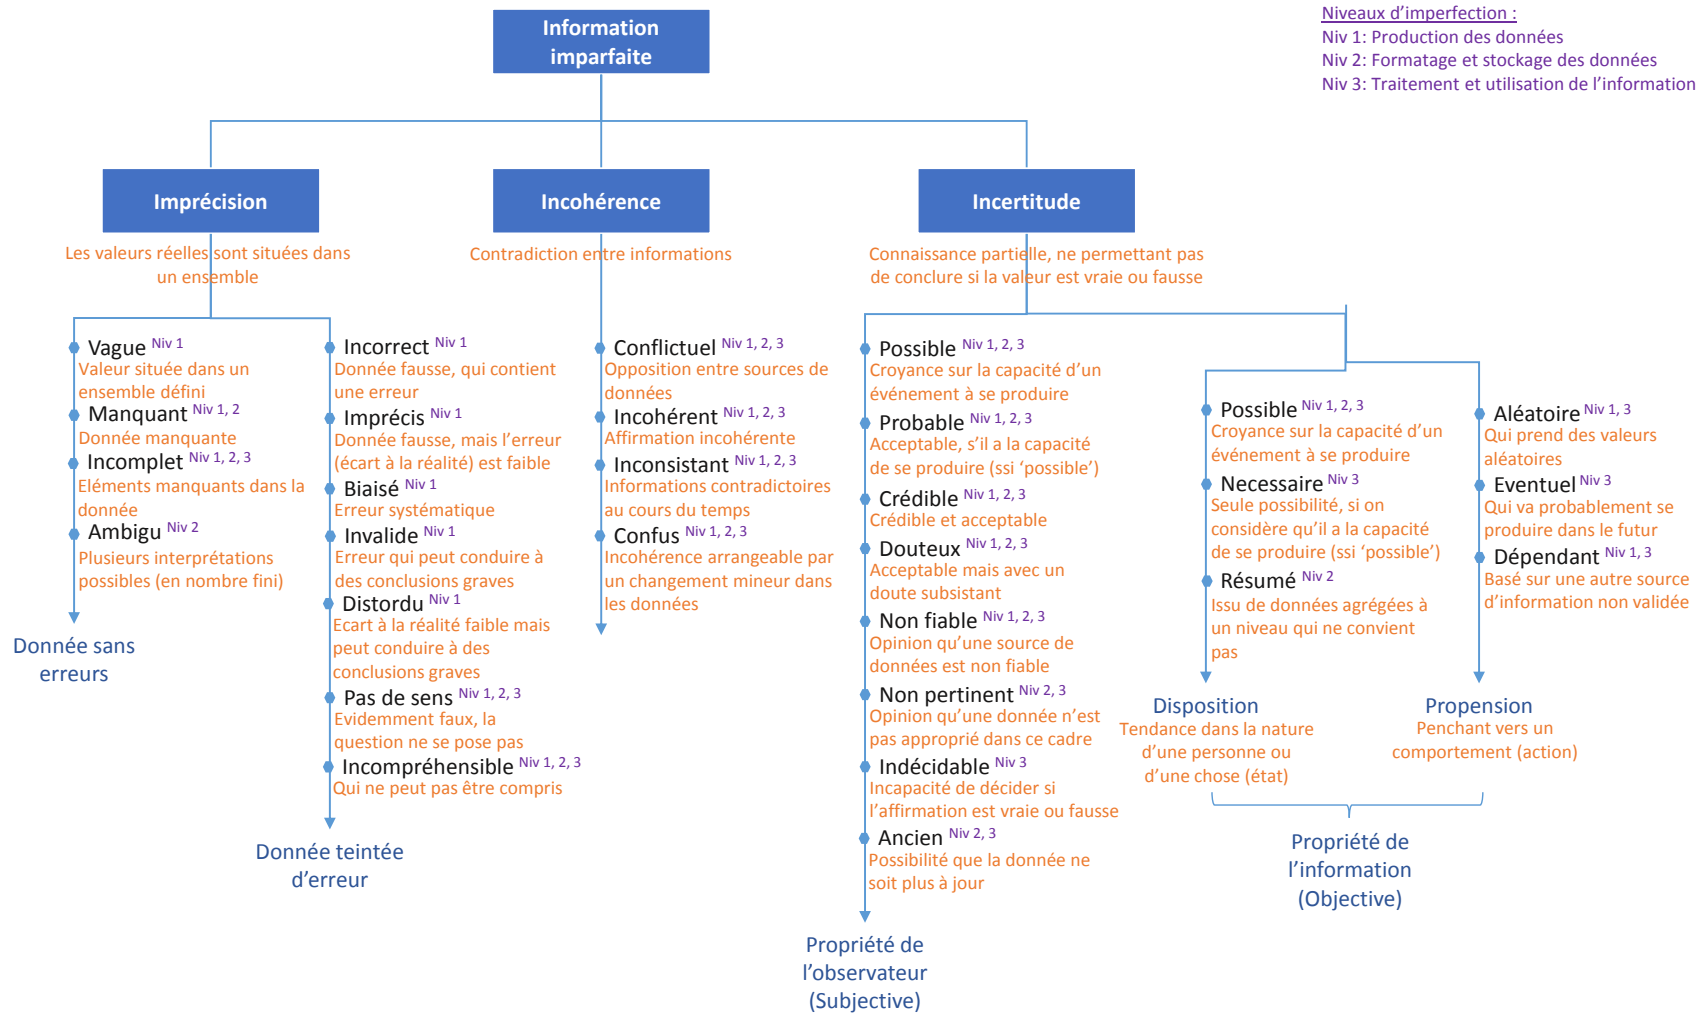 Information
imparfaite
Niveaux d'imperfection :
Niv 1: Production des données
Niv 2: Formatage et stockage des données
Niv 3: Traitement et utilisation de l'information
Imprécision
Les valeurs réelles sont situées dans
un ensemble
Vague Niv 1
Valeur située dans un
ensemble défini
Manquant Niv 1, 2
Donnée manquante
Incomplet Niv 1, 2, 3
Eléments manquants dans la
donnée
Ambigu Niv 2
Plusieurs interprétations
possibles (en nombre fini)
Donnée sans
erreurs
Incorrect Niv 1
Donnée fausse, qui contient
une erreur
Imprécis Niv 1
Donnée fausse, mais l'erreur
(écart à la réalité) est faible
Biaisé Niv 1
Erreur systématique
Invalide Niv 1
Erreur qui peut conduire à
des conclusions graves
Distordu Niv 1
Ecart à la réalité faible mais
peut conduire à des
conclusions graves
Pas de sens Niv 1, 2, 3
Evidemment faux, la
question ne se pose pas
Incompréhensible Niv 1, 2, 3
Qui ne peut pas être compris
Donnée teintée
d'erreur
Incohérence
Contradiction entre informations
Conflictuel Niv 1, 2, 3
Opposition entre sources de
données
Incohérent Niv 1, 2, 3
Affirmation incohérente
Inconsistant Niv 1, 2, 3
Informations contradictoires
au cours du temps
Confus Niv 1, 2, 3
Incohérence arrangeable par
un changement mineur dans
les données
Incertitude
Connaissance partielle, ne permettant pas
de conclure si la valeur est vraie ou fausse
Possible Niv 1, 2, 3
Croyance sur la capacité d'un
événement à se produire
Probable Niv 1, 2, 3
Acceptable, s'il a la capacité
de se produire (ssi 'possible')
Crédible Niv 1, 2, 3
Crédible et acceptable
Douteux Niv 1, 2, 3
Acceptable mais avec un
doute subsistant
Non fiable Niv 1, 2, 3
Opinion qu'une source de
données est non fiable
Non pertinent Niv 2, 3
Opinion qu'une donnée n'est
pas approprié dans ce cadre
Indécidable Niv 3
Incapacité de décider si
l'affirmation est vraie ou fausse
Ancien Niv 2, 3
Possibilité que la donnée ne
soit plus à jour
Propriété de
l'observateur
(Subjective)
Possible Niv 1, 2, 3
Croyance sur la capacité d'un
événement à se produire
Necessaire Niv 3
Seule possibilité, si on
considère qu'il a la capacité
de se produire (ssi 'possible')
Résumé Niv 2
Issu de données agrégées à
un niveau qui ne convient
pas
Disposition
Tendance dans la nature
d'une personne ou
d'une chose (état)
Aléatoire Niv 1, 3
Qui prend des valeurs
aléatoires
Eventuel Niv 3
Qui va probablement se
produire dans le futur
Dépendant Niv 1, 3
Basé sur une autre source
d'information non validée
Propension
Penchant vers un
comportement (action)
Propriété de
l'information
(Objective)